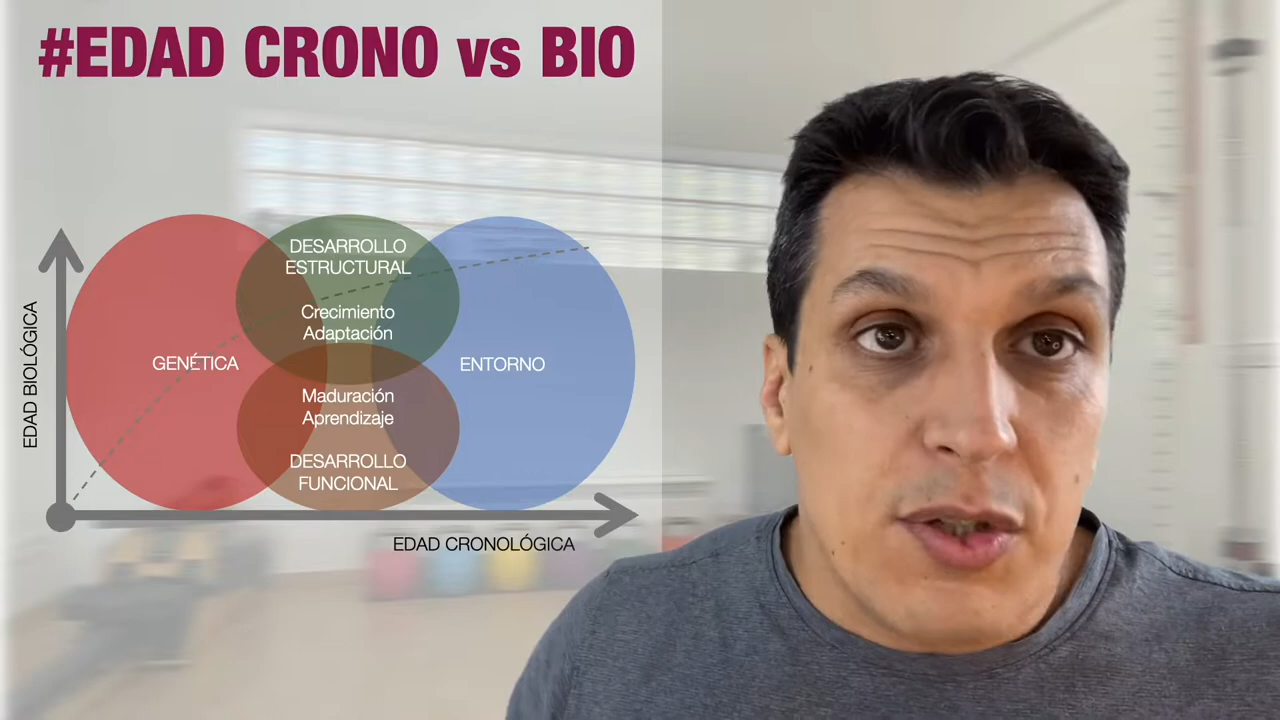 #EDAD CRONO vs BIO
DESARROLLO
ESTRUCTURAL
Crecimiento
Adaptación
GENÉTICA
ENTORNO
Maduración
Aprendizaje
DESARROLLO
FUNCIONAL
EDAD BIOLÓGICA
EDAD CRONOLÓGICA